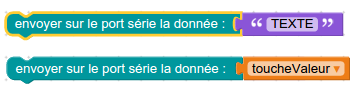 envoyer sur le port série la donnée : “ TEXTE ”
envoyer sur le port série la donnée : toucheValeur